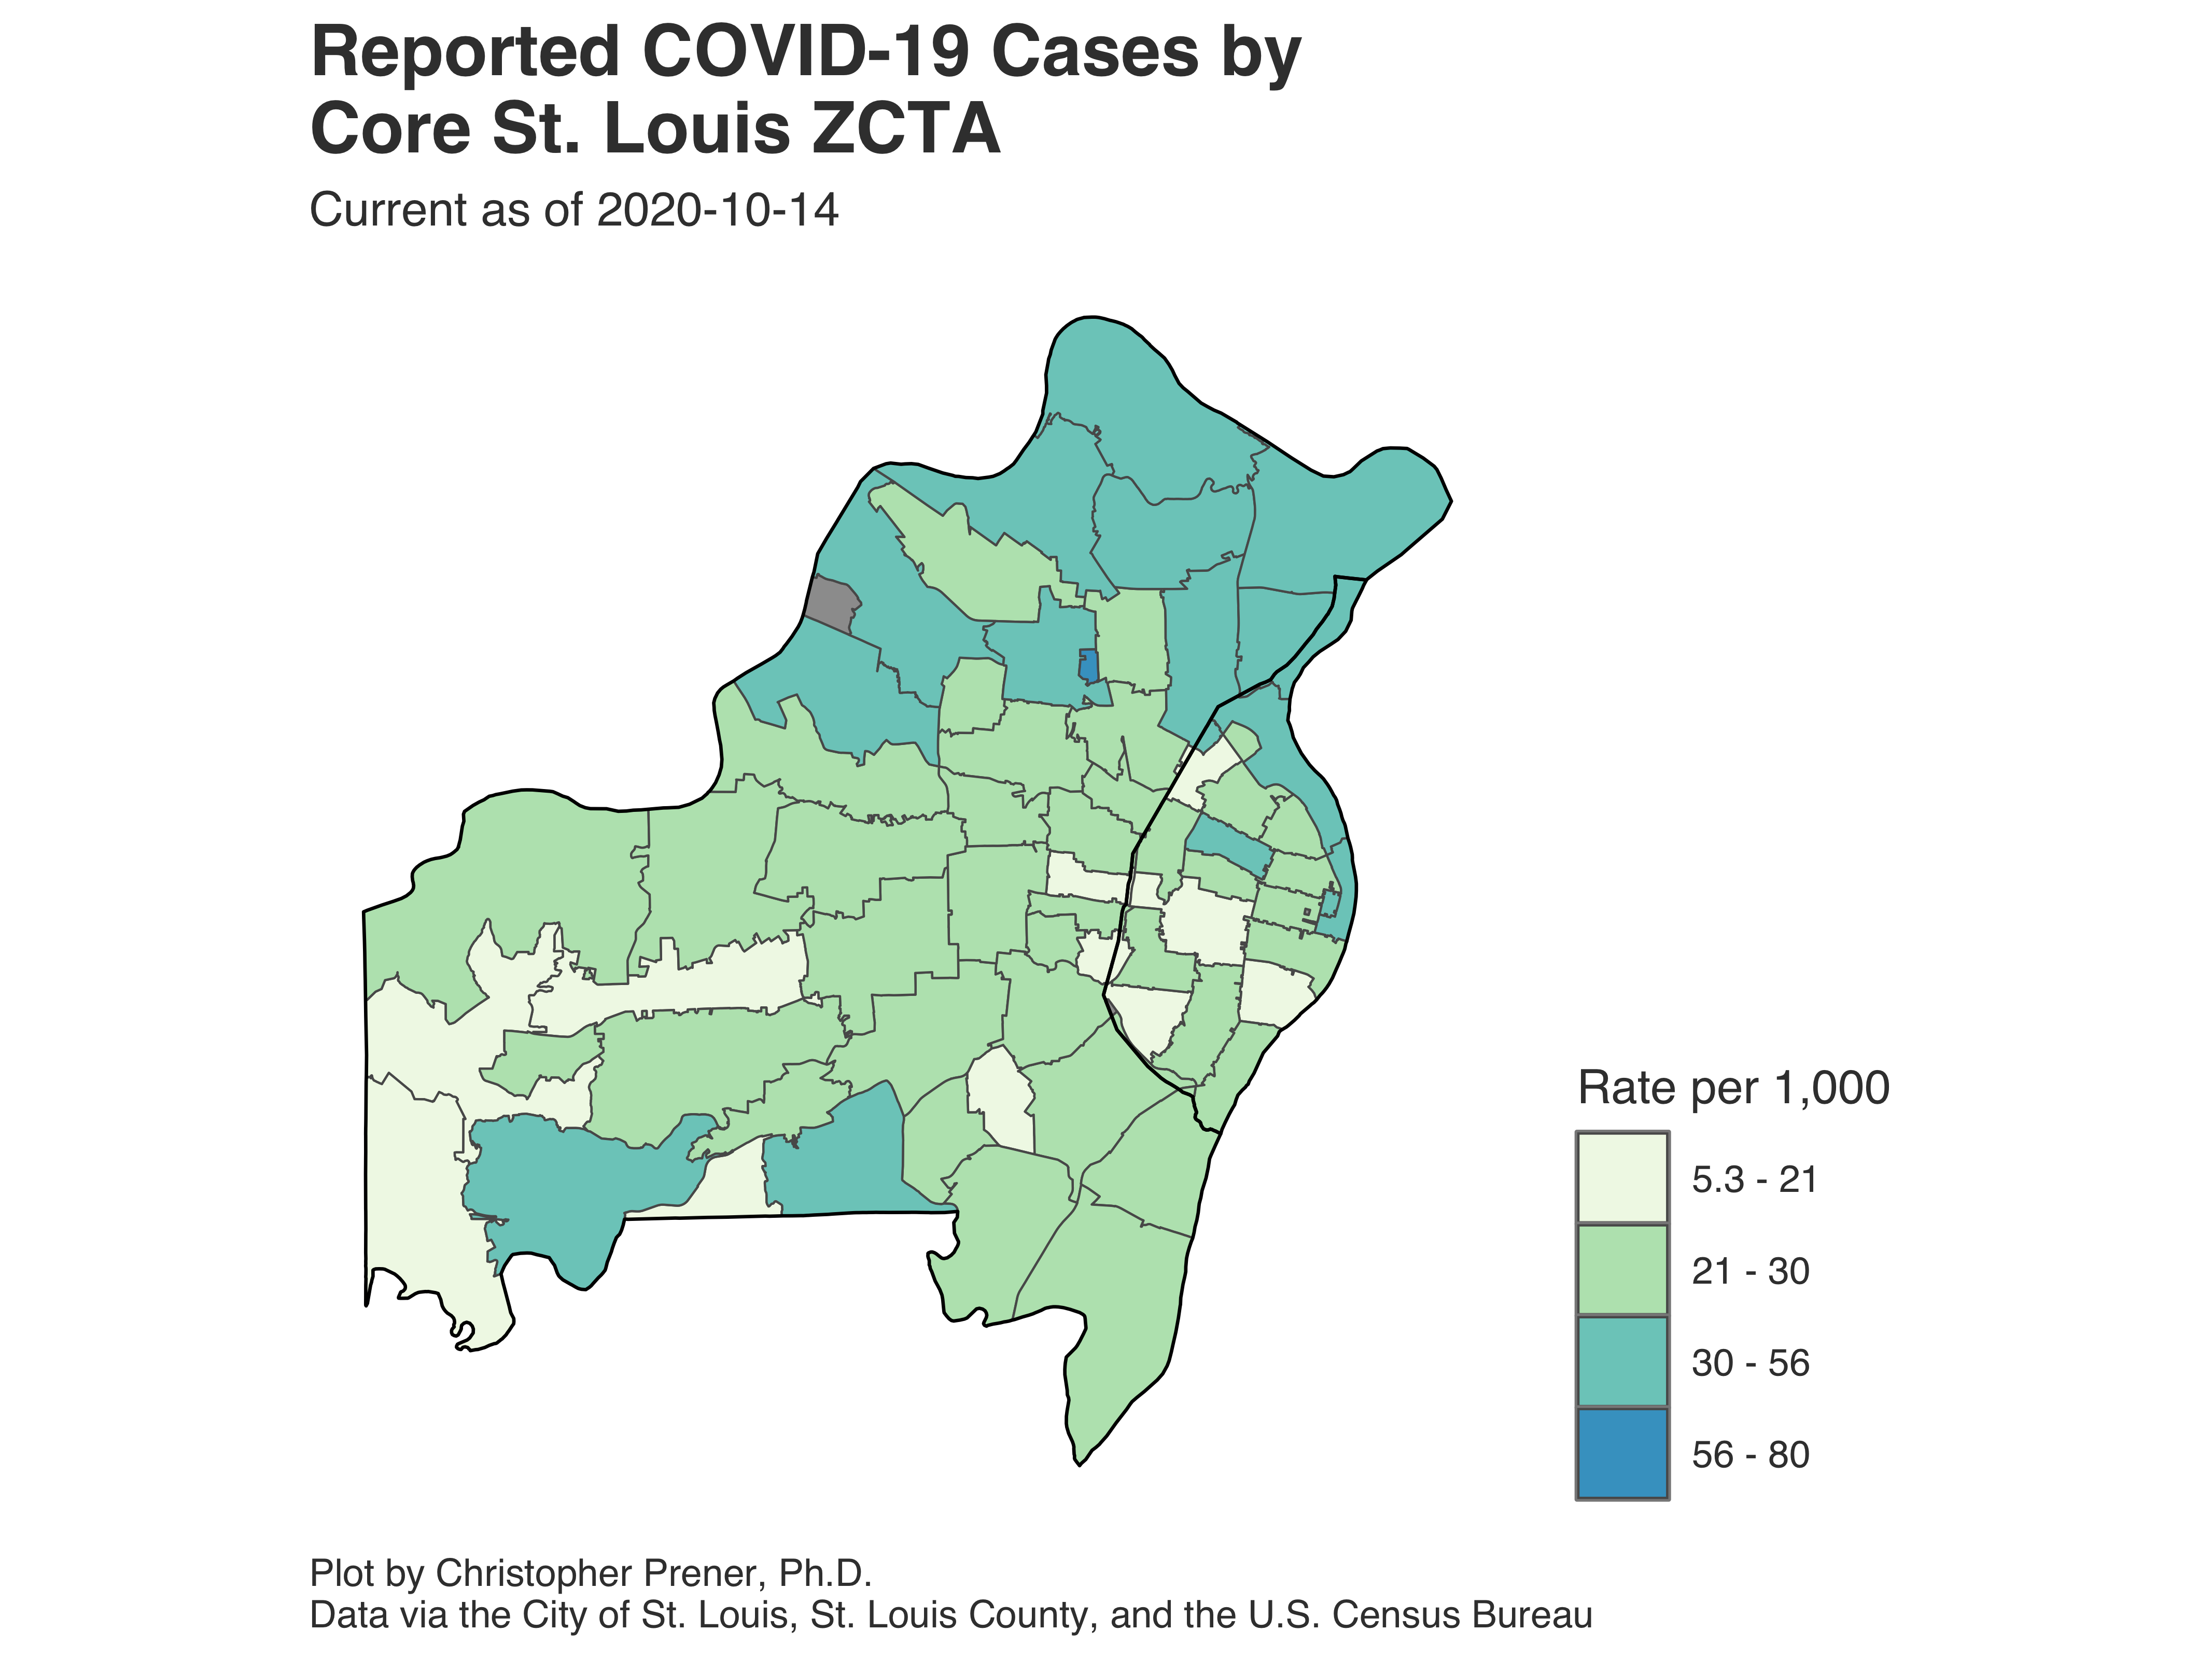 Reported COVID-19 Cases by
Core St. Louis ZCTA
Current as of 2020-10-14
Rate per 1,000
5.3 - 21
21 - 30
30 - 56
56 - 80
Plot by Christopher Prener, Ph.D.
Data via the City of St. Louis, St. Louis County, and the U.S. Census Bureau